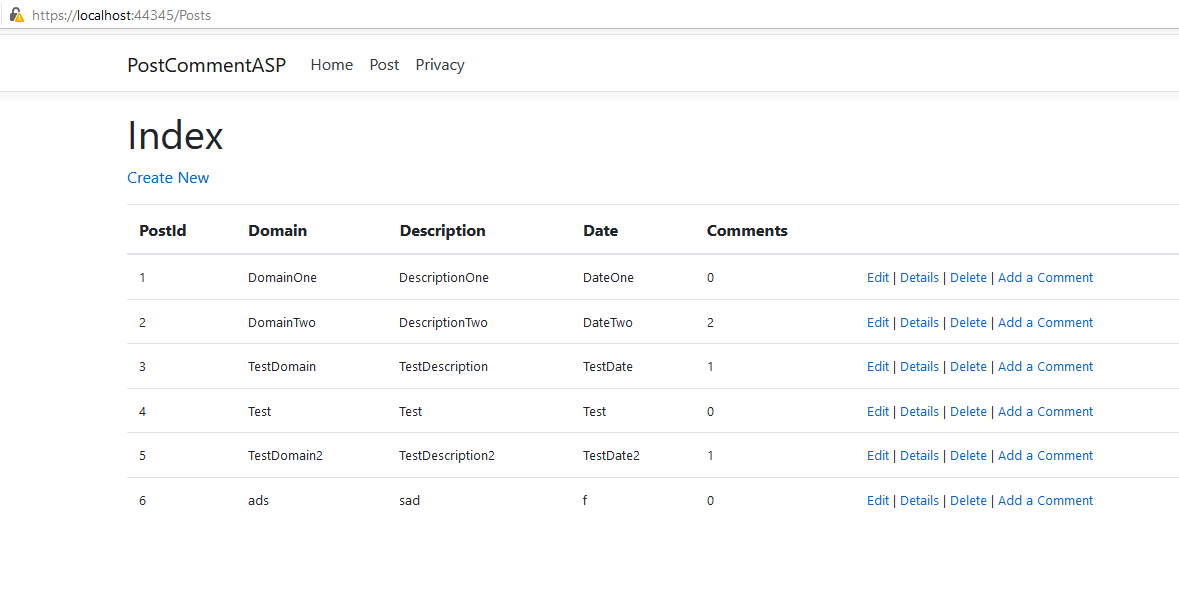 https://localhost:44345/Posts
PostCommentASP Home Post Privacy
Index
Create New
PostId Domain Description Date Comments
1 DomainOne DescriptionOne DateOne 0 Edit | Details | Delete | Add a Comment
2 DomainTwo DescriptionTwo DateTwo 2 Edit | Details | Delete | Add a Comment
3 TestDomain TestDescription TestDate 1 Edit | Details | Delete | Add a Comment
4 Test Test Test 0 Edit | Details | Delete | Add a Comment
5 TestDomain2 TestDescription2 TestDate2 1 Edit | Details | Delete | Add a Comment
6 ads sad f 0 Edit | Details | Delete | Add a Comment